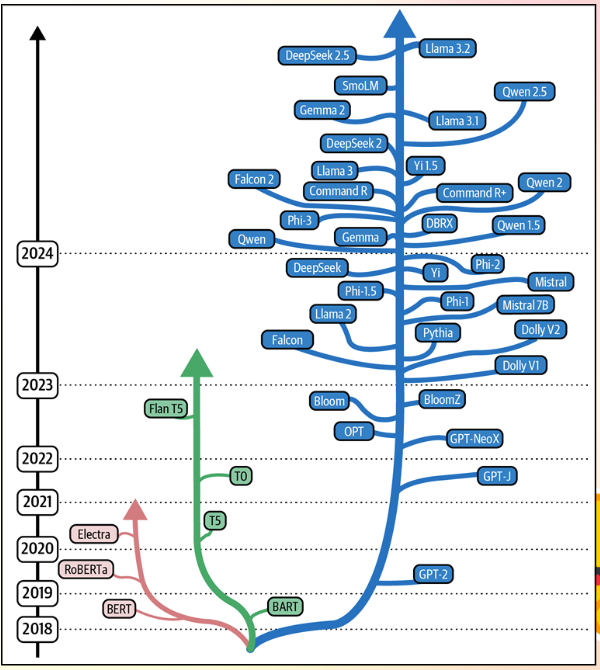 DeepSeek 2.5
Llama 3.2
SmoLM
Qwen 2.5
Gemma 2
Llama 3.1
DeepSeek 2
Yi 1.5
Llama 3
Falcon 2
Command R
Command R+
Qwen 2
Phi-3
DBRX
Qwen 1.5
Qwen
Gemma
2024
Phi-2
DeepSeek
Yi
Mistral
Phi-1.5
Phi-1
Mistral 7B
Llama 2
Dolly V2
Pythia
Falcon
Dolly V1
2023
Bloom
BloomZ
Flan T5
OPT
GPT-NeoX
2022
T0
GPT-J
2021
T5
Electra
2020
RoBERTa
GPT-2
2019
BERT
BART
2018